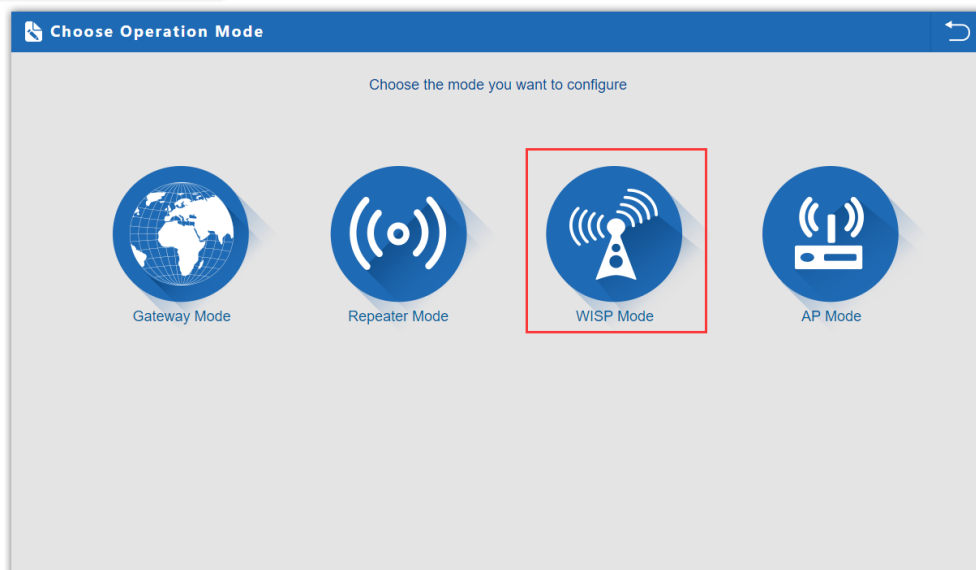 Choose Operation Mode
Choose the mode you want to configure
Gateway Mode
Repeater Mode
WISP Mode
AP Mode